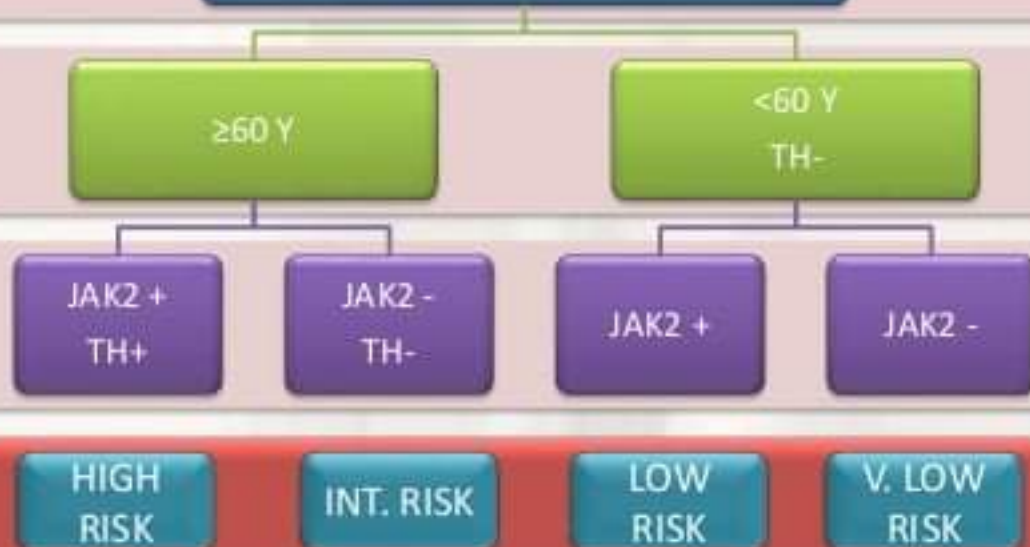 ≥60 Y
<60 Y
TH-
JAK2 +
TH+
JAK2 -
TH-
JAK2 +
JAK2 -
HIGH
RISK
INT. RISK
LOW
RISK
V. LOW
RISK